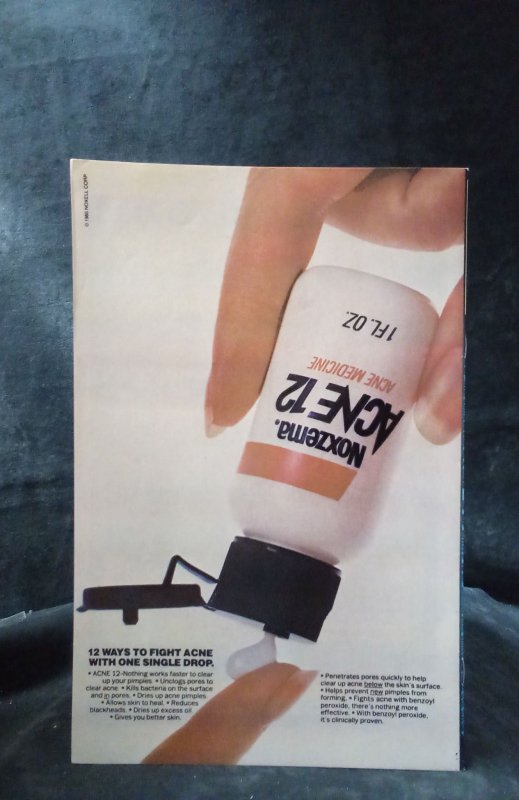 © 1985 NOXELL CORP.
1 FL. OZ.
ACNE MEDICINE
ACNE 12
Noxzema.
12 WAYS TO FIGHT ACNE
WITH ONE SINGLE DROP.
• ACNE 12–Nothing works faster to clear
up your pimples. • Unclogs pores to
clear acne. • Kills bacteria on the surface
and in pores. • Dries up acne pimples.
• Allows skin to heal. • Reduces
blackheads. • Dries up excess oil.
• Gives you better skin.
• Penetrates pores quickly to help
clear up acne below the skin's surface.
• Helps prevent new pimples from
forming. • Fights acne with benzoyl
peroxide, there's nothing more
effective. • With benzoyl peroxide,
it's clinically proven.